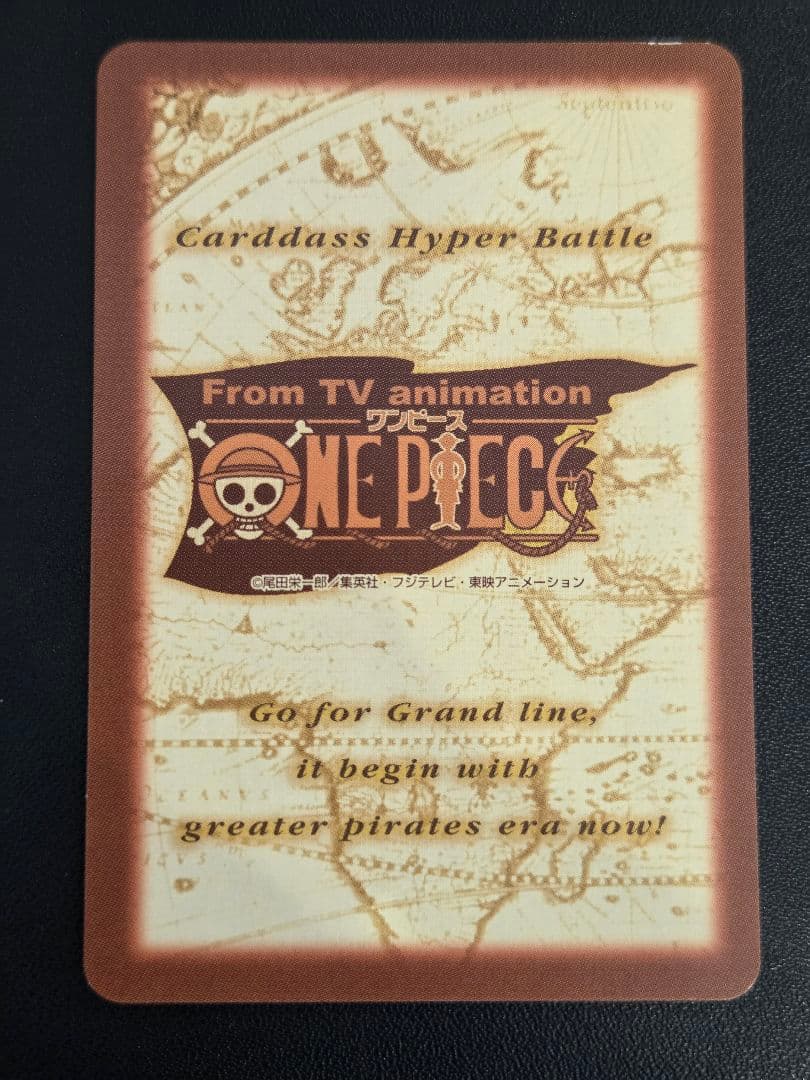 Septentrio
Carddass Hyper Battle
From TV animation
ワンピース
ONE PIECE
©尾田栄一郎／集英社・フジテレビ・東映アニメーション
Go for Grand line,
it begin with
greater pirates era now!